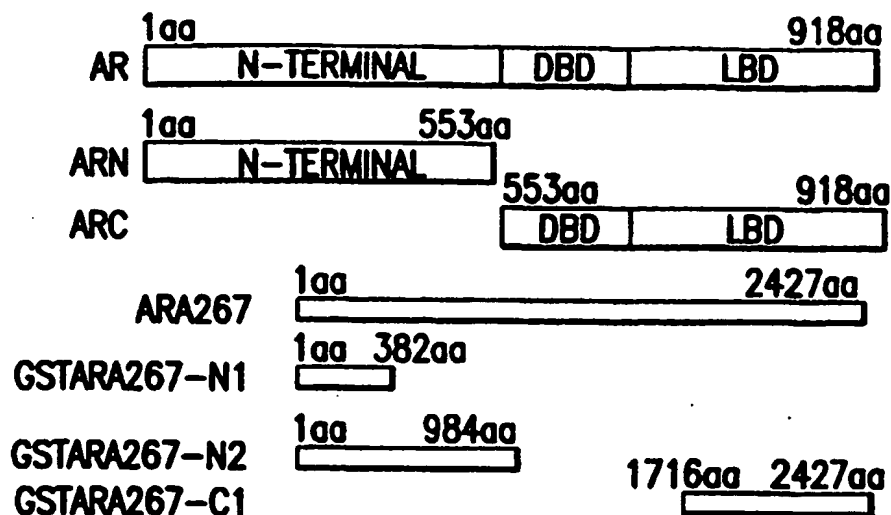 1aa 918aa
AR N-TERMINAL DBD LBD
1aa 553aa
ARN N-TERMINAL
553aa 918aa
ARC DBD LBD
1aa 2427aa
ARA267
1aa 382aa
GSTARA267-N1
1aa 984aa
GSTARA267-N2
1716aa 2427aa
GSTARA267-C1